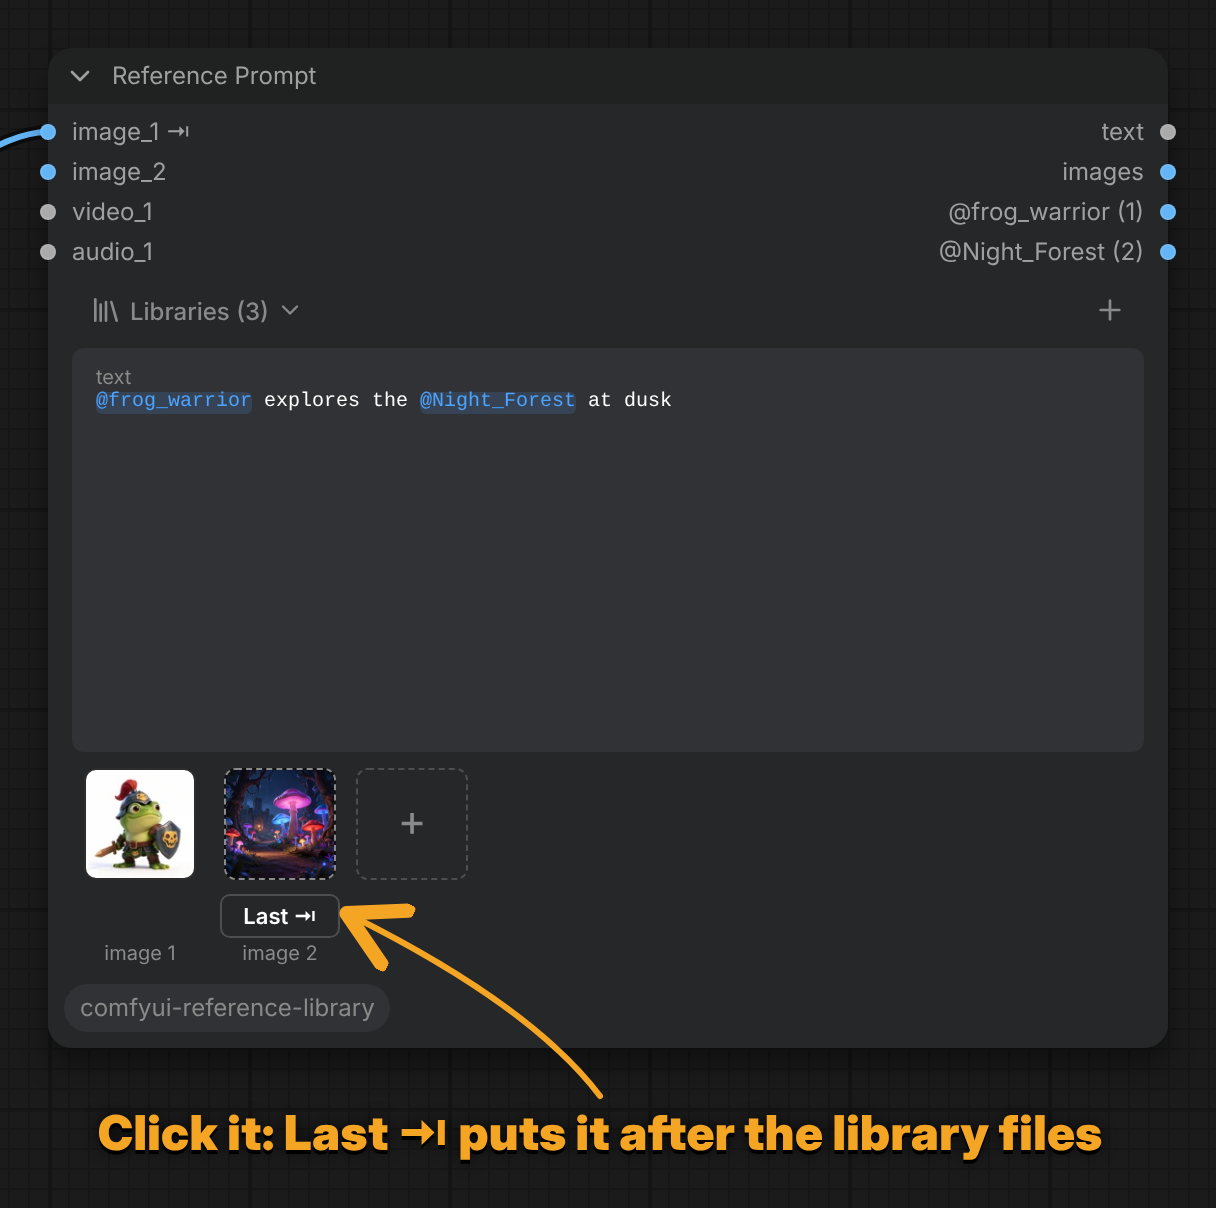 Reference Prompt
image_1 ⇥
text
image_2
images
video_1
@frog_warrior (1)
audio_1
@Night_Forest (2)
Libraries (3)
text
@frog_warrior explores the @Night_Forest at dusk
Last ⇥
image 1
image 2
comfyui-reference-library
Click it: Last ⇥ puts it after the library files